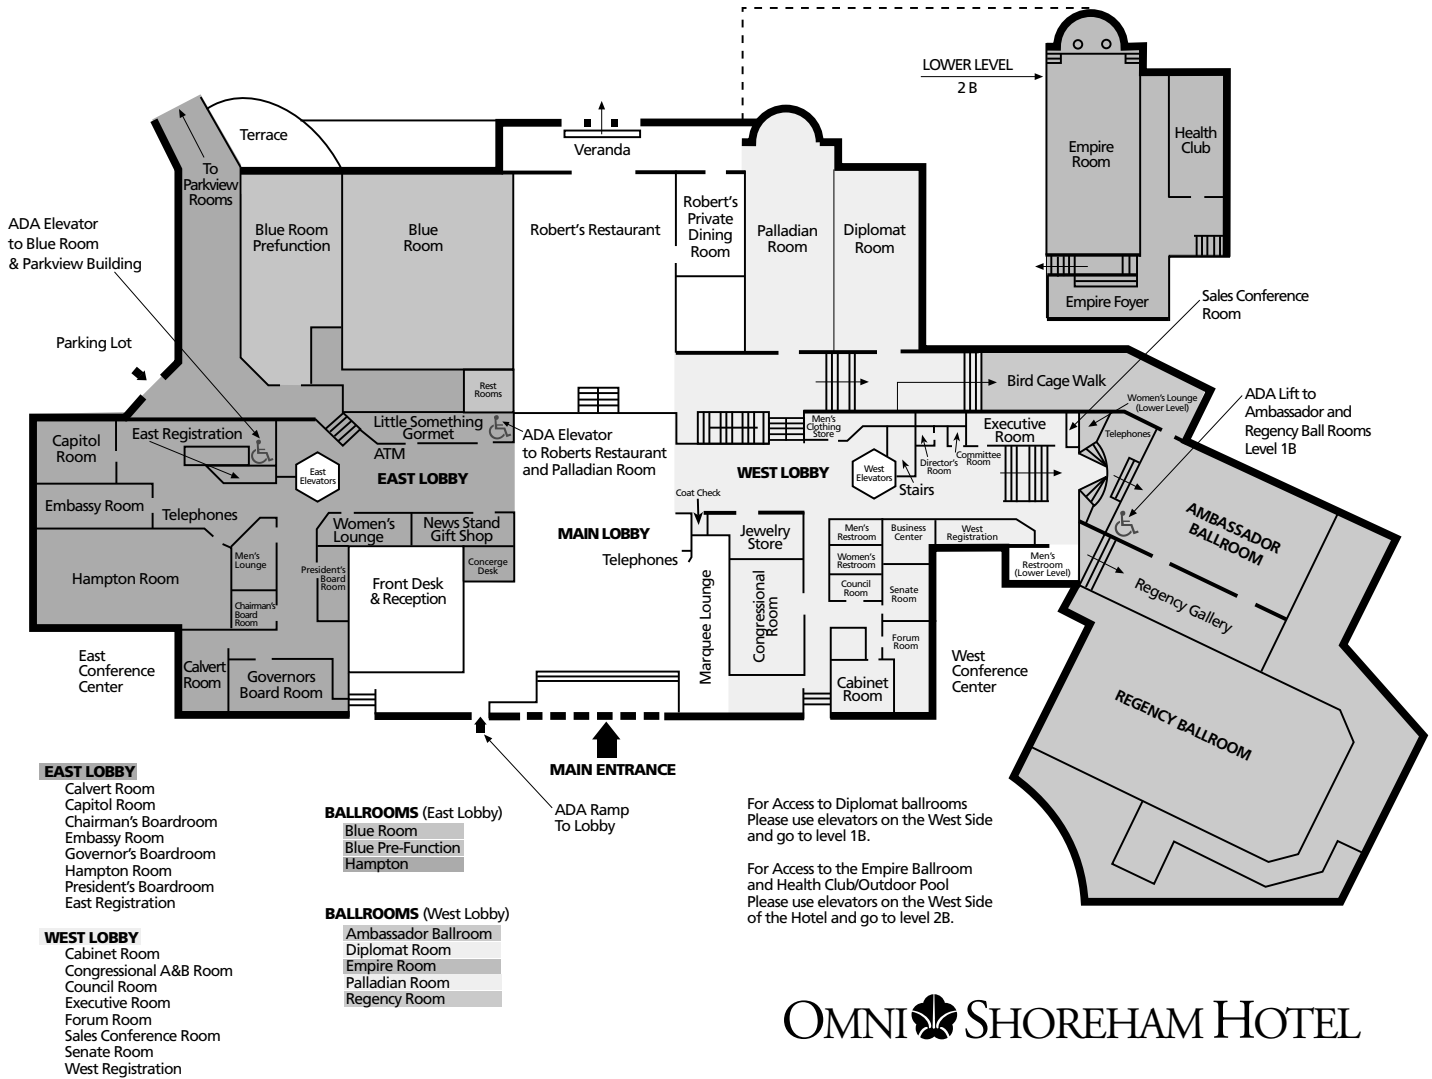 LOWER LEVEL
2 B
Terrace
Veranda
Empire
Room
Health
Club
To
Parkview
Rooms
ADA Elevator
to Blue Room
& Parkview Building
Blue Room
Prefunction
Blue
Room
Robert's Restaurant
Robert's
Private
Dining
Room
Palladian
Room
Diplomat
Room
Empire Foyer
Sales Conference
Room
Parking Lot
Rest
Rooms
Bird Cage Walk
Women's Lounge
(Lower Level)
ADA Lift to
Ambassador and
Regency Ball Rooms
Level 1B
Capitol
Room
East Registration
Little Something
Gormet
ATM
ADA Elevator
to Roberts Restaurant
and Palladian Room
Men's
Clothing
Store
Executive
Room
Telephones
Director's
Room
Committee
Room
East
Elevators
EAST LOBBY
WEST LOBBY
West
Elevators
Stairs
Embassy Room
Telephones
Coat Check
Women's
Lounge
News Stand
Gift Shop
MAIN LOBBY
Telephones
Jewelry
Store
Men's
Restroom
Business
Center
West
Registration
AMBASSADOR
BALLROOM
Hampton Room
Men's
Lounge
President's
Board
Room
Concerge
Desk
Women's
Restroom
Men's
Restroom
(Lower Level)
Front Desk
& Reception
Chairman's
Board
Room
Marquee Lounge
Congressional
Room
Council
Room
Senate
Room
Regency Gallery
Forum
Room
East
Conference
Center
Calvert
Room
Governors
Board Room
Cabinet
Room
West
Conference
Center
REGENCY BALLROOM
MAIN ENTRANCE
ADA Ramp
To Lobby
EAST LOBBY
Calvert Room
Capitol Room
Chairman's Boardroom
Embassy Room
Governor's Boardroom
Hampton Room
President's Boardroom
East Registration
WEST LOBBY
Cabinet Room
Congressional A&B Room
Council Room
Executive Room
Forum Room
Sales Conference Room
Senate Room
West Registration
BALLROOMS (East Lobby)
Blue Room
Blue Pre-Function
Hampton
BALLROOMS (West Lobby)
Ambassador Ballroom
Diplomat Room
Empire Room
Palladian Room
Regency Room
For Access to Diplomat ballrooms
Please use elevators on the West Side
and go to level 1B.
For Access to the Empire Ballroom
and Health Club/Outdoor Pool
Please use elevators on the West Side
of the Hotel and go to level 2B.
OMNI SHOREHAM HOTEL